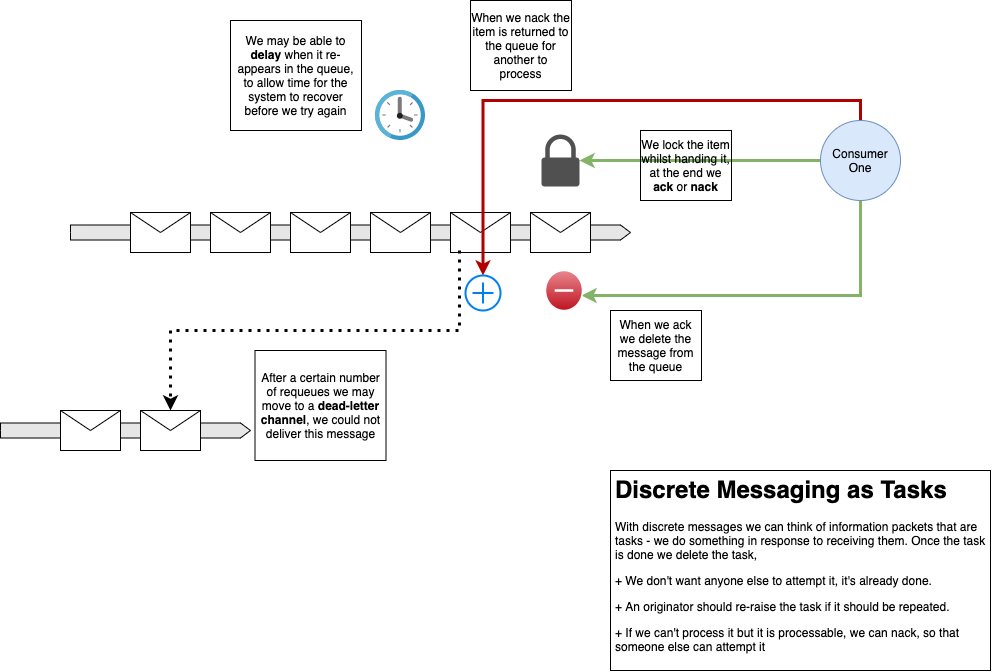 When we nack the
item is returned to
the queue for
another to
process
We may be able to
delay when it re-
appears in the queue,
to allow time for the
system to recover
before we try again
We lock the item
whilst handing it,
at the end we
ack or nack
Consumer
One
When we ack
we delete the
message from
the queue
After a certain number
of requeues we may
move to a dead-letter
channel, we could not
deliver this message
Discrete Messaging as Tasks
With discrete messages we can think of information packets that are
tasks - we do something in response to receiving them. Once the task
is done we delete the task,
+ We don't want anyone else to attempt it, it's already done.
+ An originator should re-raise the task if it should be repeated.
+ If we can't process it but it is processable, we can nack, so that
someone else can attempt it